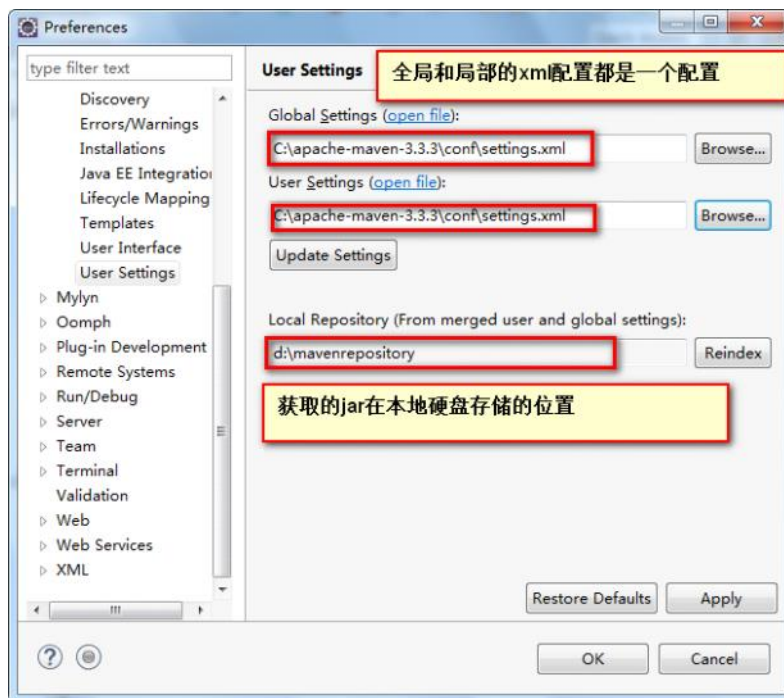 Preferences
type filter text
Discovery
Errors/Warnings
Installations
Java EE Integratio
Lifecycle Mapping
Templates
User Interface
User Settings
Mylyn
Oomph
Plug-in Development
Remote Systems
Run/Debug
Server
Team
Terminal
Validation
Web
Web Services
XML
User Settings
全局和局部的xml配置都是一个配置
Global Settings (open file):
C:\apache-maven-3.3.3\conf\settings.xml
Browse...
User Settings (open file):
C:\apache-maven-3.3.3\conf\settings.xml
Browse...
Update Settings
Local Repository (From merged user and global settings):
d:\mavenrepository
Reindex
获取的jar在本地硬盘存储的位置
Restore Defaults
Apply
OK
Cancel